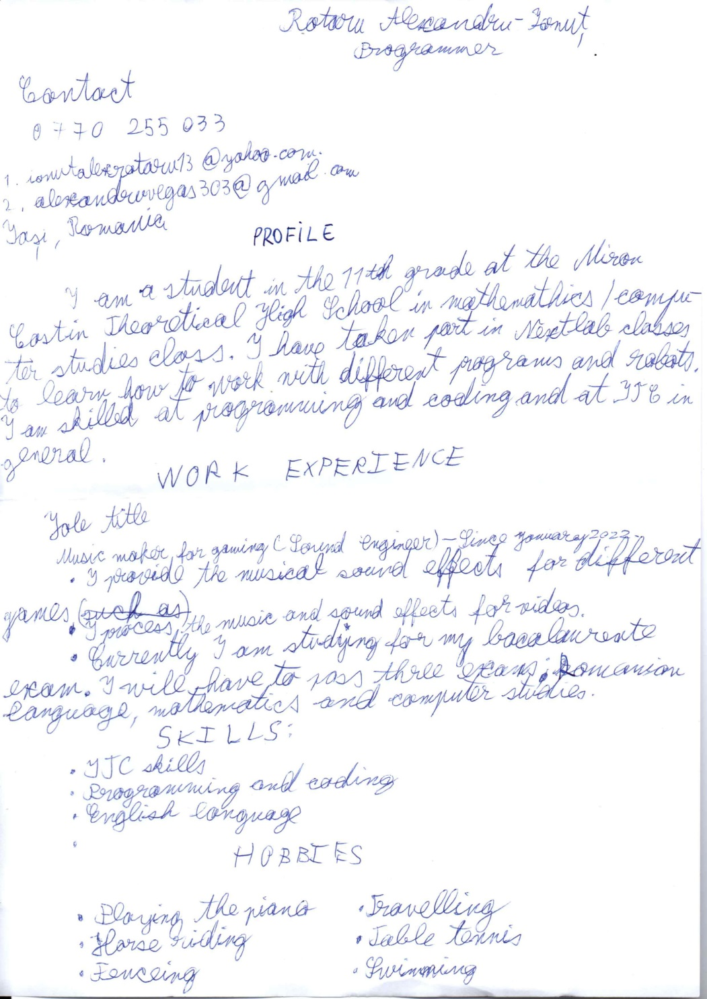 Rotaru Alexandru-Ionuț
Programmer
Contact
0770 255 033
1. ionutalexrotaru13@yahoo.com.
2. alexandruvegas303@gmail.com
Iași, Romania
PROFILE
I am a student in the 11th grade at the Miron
Costin Theoretical High School in mathemathics/compu-
ter studies class. I have taken part in Nextlab classes
to learn how to work with different programs and robots.
I am skilled at programming and coding and at ITC in
general.
WORK EXPERIENCE
Jole title
Music maker for gaming (Sound engineer) - Since January 2022-
• I provide the musical sound effects for different
games (such as)
• I process the music and sound effects for videos.
• Currently I am studying for my bacalaureate
exam. I will have to pass three exams: Romanian
language, mathematics and computer studies.
SKILLS:
• ITC skills
• Programming and coding
• English language
•
HOBBIES
• Playing the piano
• Horse riding
• Fenceing
• Travelling
• Table tennis
• Swimming